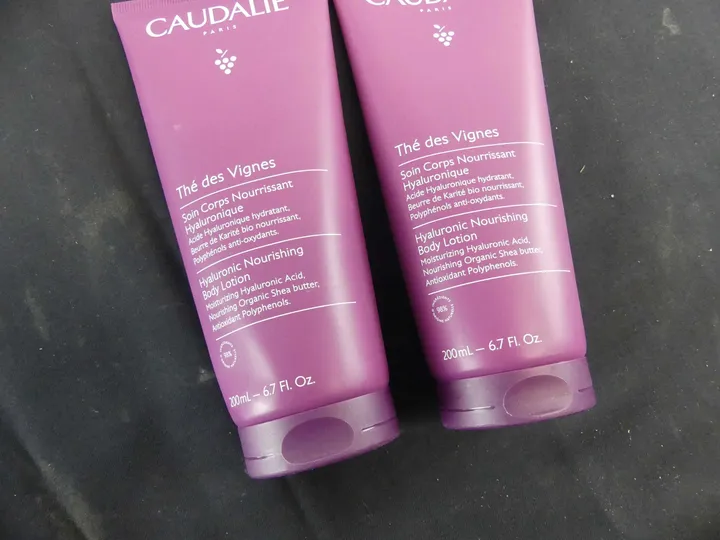 CAUDALIE
PARIS
Thé des Vignes
Soin Corps Nourrissant
Hyaluronique
Acide Hyaluronique hydratant,
Beurre de Karité bio nourrissant,
Polyphénols anti-oxydants.
Hyaluronic Nourishing
Body Lotion
Moisturizing Hyaluronic Acid,
Nourishing Organic Shea butter,
Antioxidant Polyphenols.
98%
200mL – 6.7 Fl. Oz.
PARIS
Thé des Vignes
Soin Corps Nourrissant
Hyaluronique
Acide Hyaluronique hydratant,
Beurre de Karité bio nourrissant,
Polyphénols anti-oxydants.
Hyaluronic Nourishing
Body Lotion
Moisturizing Hyaluronic Acid,
Nourishing Organic Shea butter,
Antioxidant Polyphenols.
98%
200mL – 6.7 Fl. Oz.